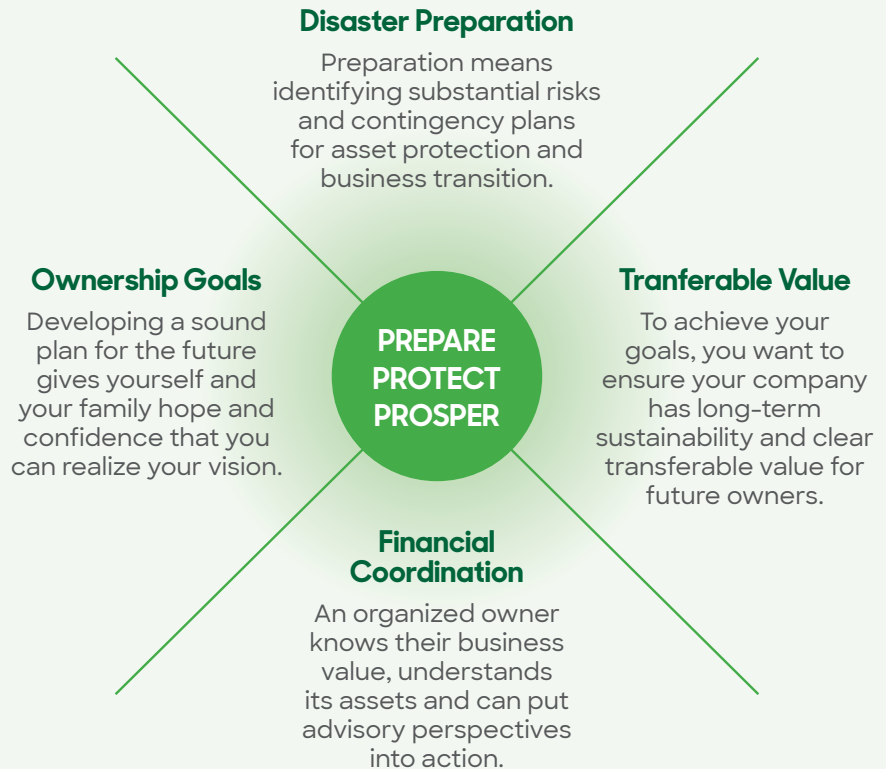 Disaster Preparation
Preparation means
identifying substantial risks
and contingency plans
for asset protection and
business transition.
Ownership Goals
Developing a sound
plan for the future
gives yourself and
your family hope and
confidence that you
can realize your vision.
PREPARE
PROTECT
PROSPER
Tranferable Value
To achieve your
goals, you want to
ensure your company
has long-term
sustainability and clear
transferable value for
future owners.
Financial
Coordination
An organized owner
knows their business
value, understands
its assets and can put
advisory perspectives
into action.